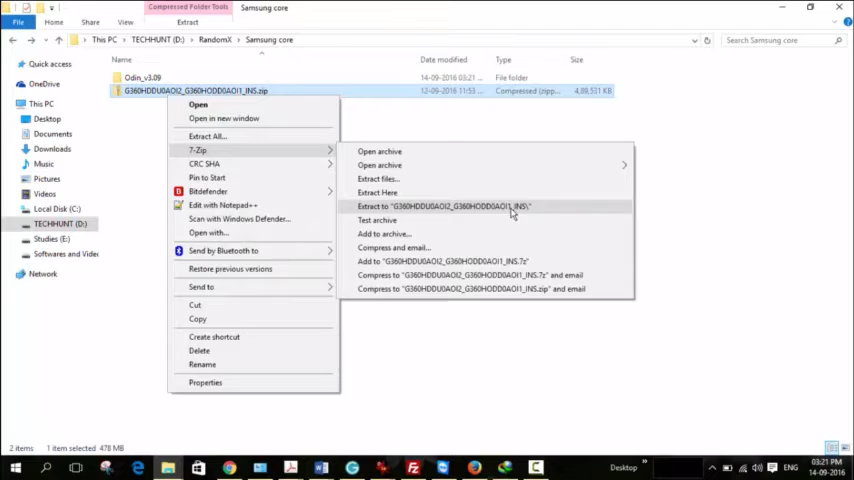 Compressed Folder Tools
Samsung core
File
Home
Share
View
Extract
This PC
TECHHUNT (D:)
RandomX
Samsung core
Search Samsung core
Name
Date modified
Type
Size
Quick access
OneDrive
This PC
Desktop
Documents
Downloads
Music
Pictures
Videos
Local Disk (C:)
TECHHUNT (D:)
Studies (E:)
Softwares and Video
Network
Odin_v3.09
14-09-2016 03:21 ...
File folder
G360HDDU0AOI2_G360HODD0AOI1_INS.zip
12-09-2016 11:53 ...
Compressed (zipp...
4,89,531 KB
Open
Open in new window
Extract All...
7-Zip
CRC SHA
Pin to Start
Bitdefender
Edit with Notepad++
Scan with Windows Defender...
Open with...
Send by Bluetooth to
Restore previous versions
Send to
Cut
Copy
Create shortcut
Delete
Rename
Properties
Open archive
Open archive
Extract files...
Extract Here
Extract to "G360HDDU0AOI2_G360HODD0AOI1_INS\"
Test archive
Add to archive...
Compress and email...
Add to "G360HDDU0AOI2_G360HODD0AOI1_INS.7z"
Compress to "G360HDDU0AOI2_G360HODD0AOI1_INS.7z" and email
Compress to "G360HDDU0AOI2_G360HODD0AOI1_INS.zip" and email
2 items
1 item selected 478 MB
Desktop
ENG
03:21 PM
14-09-2016